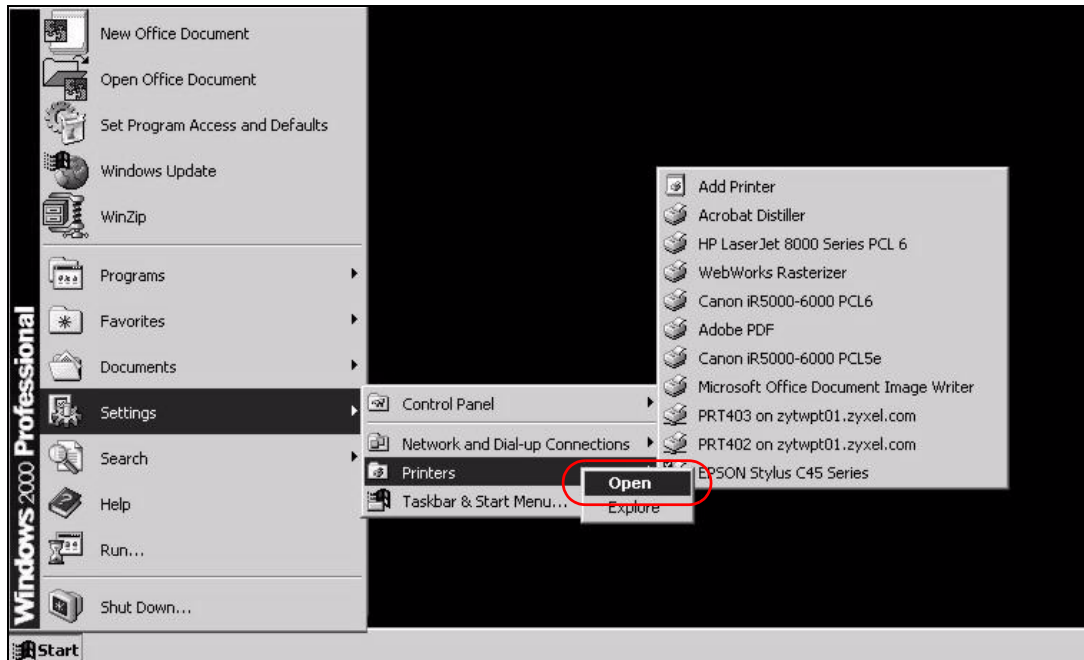 New Office Document
Open Office Document
Set Program Access and Defaults
Windows Update
WinZip
Programs
Favorites
Documents
Settings
Search
Help
Run...
Shut Down...
Windows 2000 Professional
Start
Control Panel
Network and Dial-up Connections
Printers
Taskbar & Start Menu...
Open
Explore
Add Printer
Acrobat Distiller
HP LaserJet 8000 Series PCL 6
WebWorks Rasterizer
Canon iR5000-6000 PCL6
Adobe PDF
Canon iR5000-6000 PCL5e
Microsoft Office Document Image Writer
PRT403 on zytwpt01.zyxel.com
PRT402 on zytwpt01.zyxel.com
EPSON Stylus C45 Series